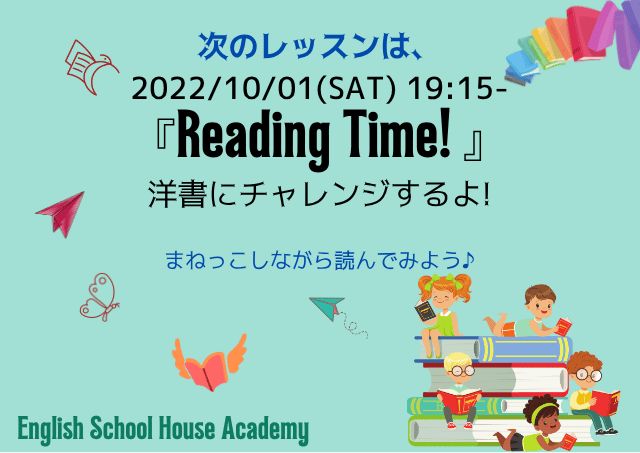 次のレッスンは、
2022/10/01(SAT) 19:15-
『Reading Time! 』
洋書にチャレンジするよ!
まねっこしながら読んでみよう♪
English School House Academy